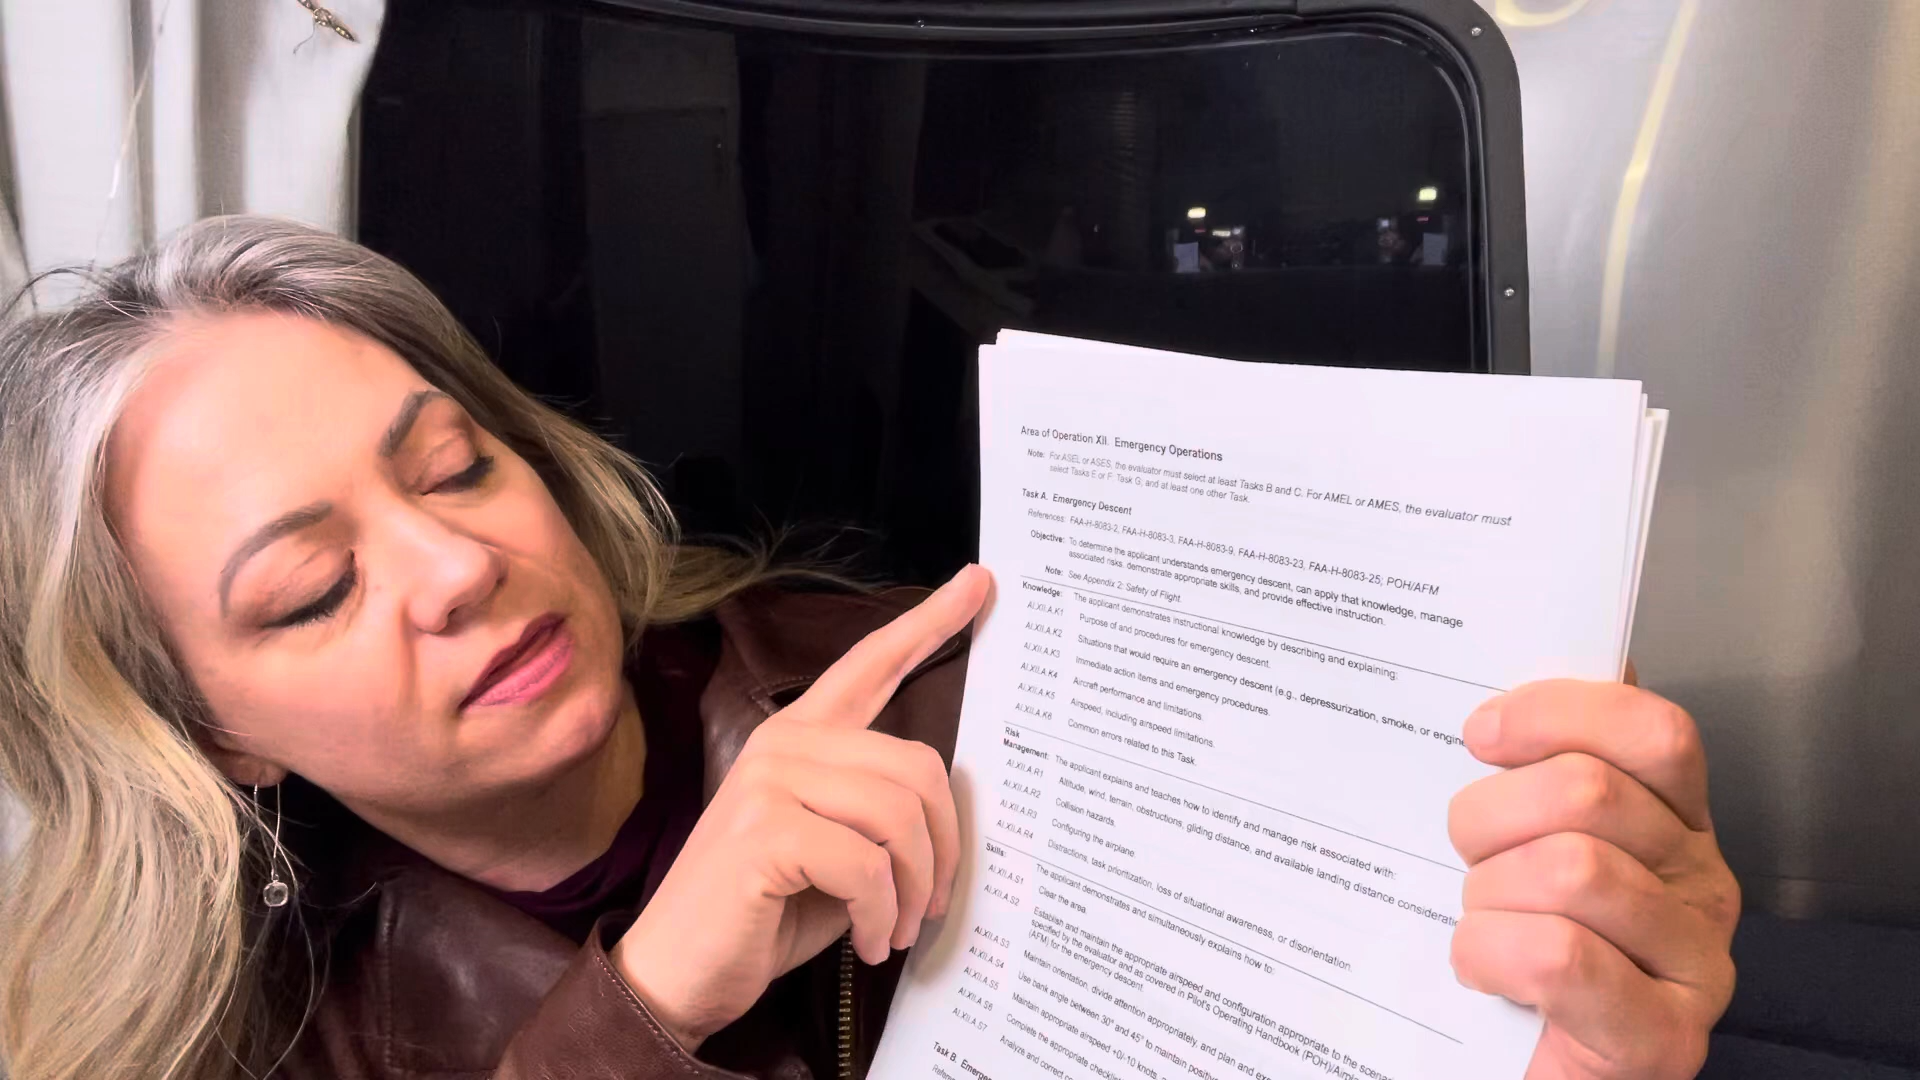 Area of Operation XII. Emergency Operations
Note: For ASEL or ASES, the evaluator must select at least Tasks B and C. For AMEL or AMES, the evaluator must
select Tasks E or F, Task G, and at least one other Task.
Task A. Emergency Descent
References: FAA-H-8083-2, FAA-H-8083-3, FAA-H-8083-9, FAA-H-8083-23, FAA-H-8083-25; POH/AFM
Objective: To determine the applicant understands emergency descent, can apply that knowledge, manage
associated risks, demonstrate appropriate skills, and provide effective instruction.
Note: See Appendix 2: Safety of Flight.
Knowledge: The applicant demonstrates instructional knowledge by describing and explaining:
AI.XII.A.K1 Purpose of and procedures for emergency descent.
AI.XII.A.K2 Situations that would require an emergency descent (e.g., depressurization, smoke, or engine
AI.XII.A.K3 Immediate action items and emergency procedures.
AI.XII.A.K4 Aircraft performance and limitations.
AI.XII.A.K5 Airspeed, including airspeed limitations.
AI.XII.A.K6 Common errors related to this Task.
Risk
Management: The applicant explains and teaches how to identify and manage risk associated with:
AI.XII.A.R1 Altitude, wind, terrain, obstructions, gliding distance, and available landing distance consideratio
AI.XII.A.R2 Collision hazards.
AI.XII.A.R3 Configuring the airplane.
AI.XII.A.R4 Distractions, task prioritization, loss of situational awareness, or disorientation.
Skills: The applicant demonstrates and simultaneously explains how to:
AI.XII.A.S1 Clear the area.
AI.XII.A.S2 Establish and maintain the appropriate airspeed and configuration appropriate to the scena
specified by the evaluator and as covered in Pilot's Operating Handbook (POH)/Airpla
(AFM) for the emergency descent.
AI.XII.A.S3 Maintain orientation, divide attention appropriately, and plan and exe
AI.XII.A.S4 Use bank angle between 30° and 45° to maintain positiv
AI.XII.A.S5 Maintain appropriate airspeed +0/-10 knots,
AI.XII.A.S6 Complete the appropriate checklis
AI.XII.A.S7 Analyze and correct co
Task B. Emergen
Referen